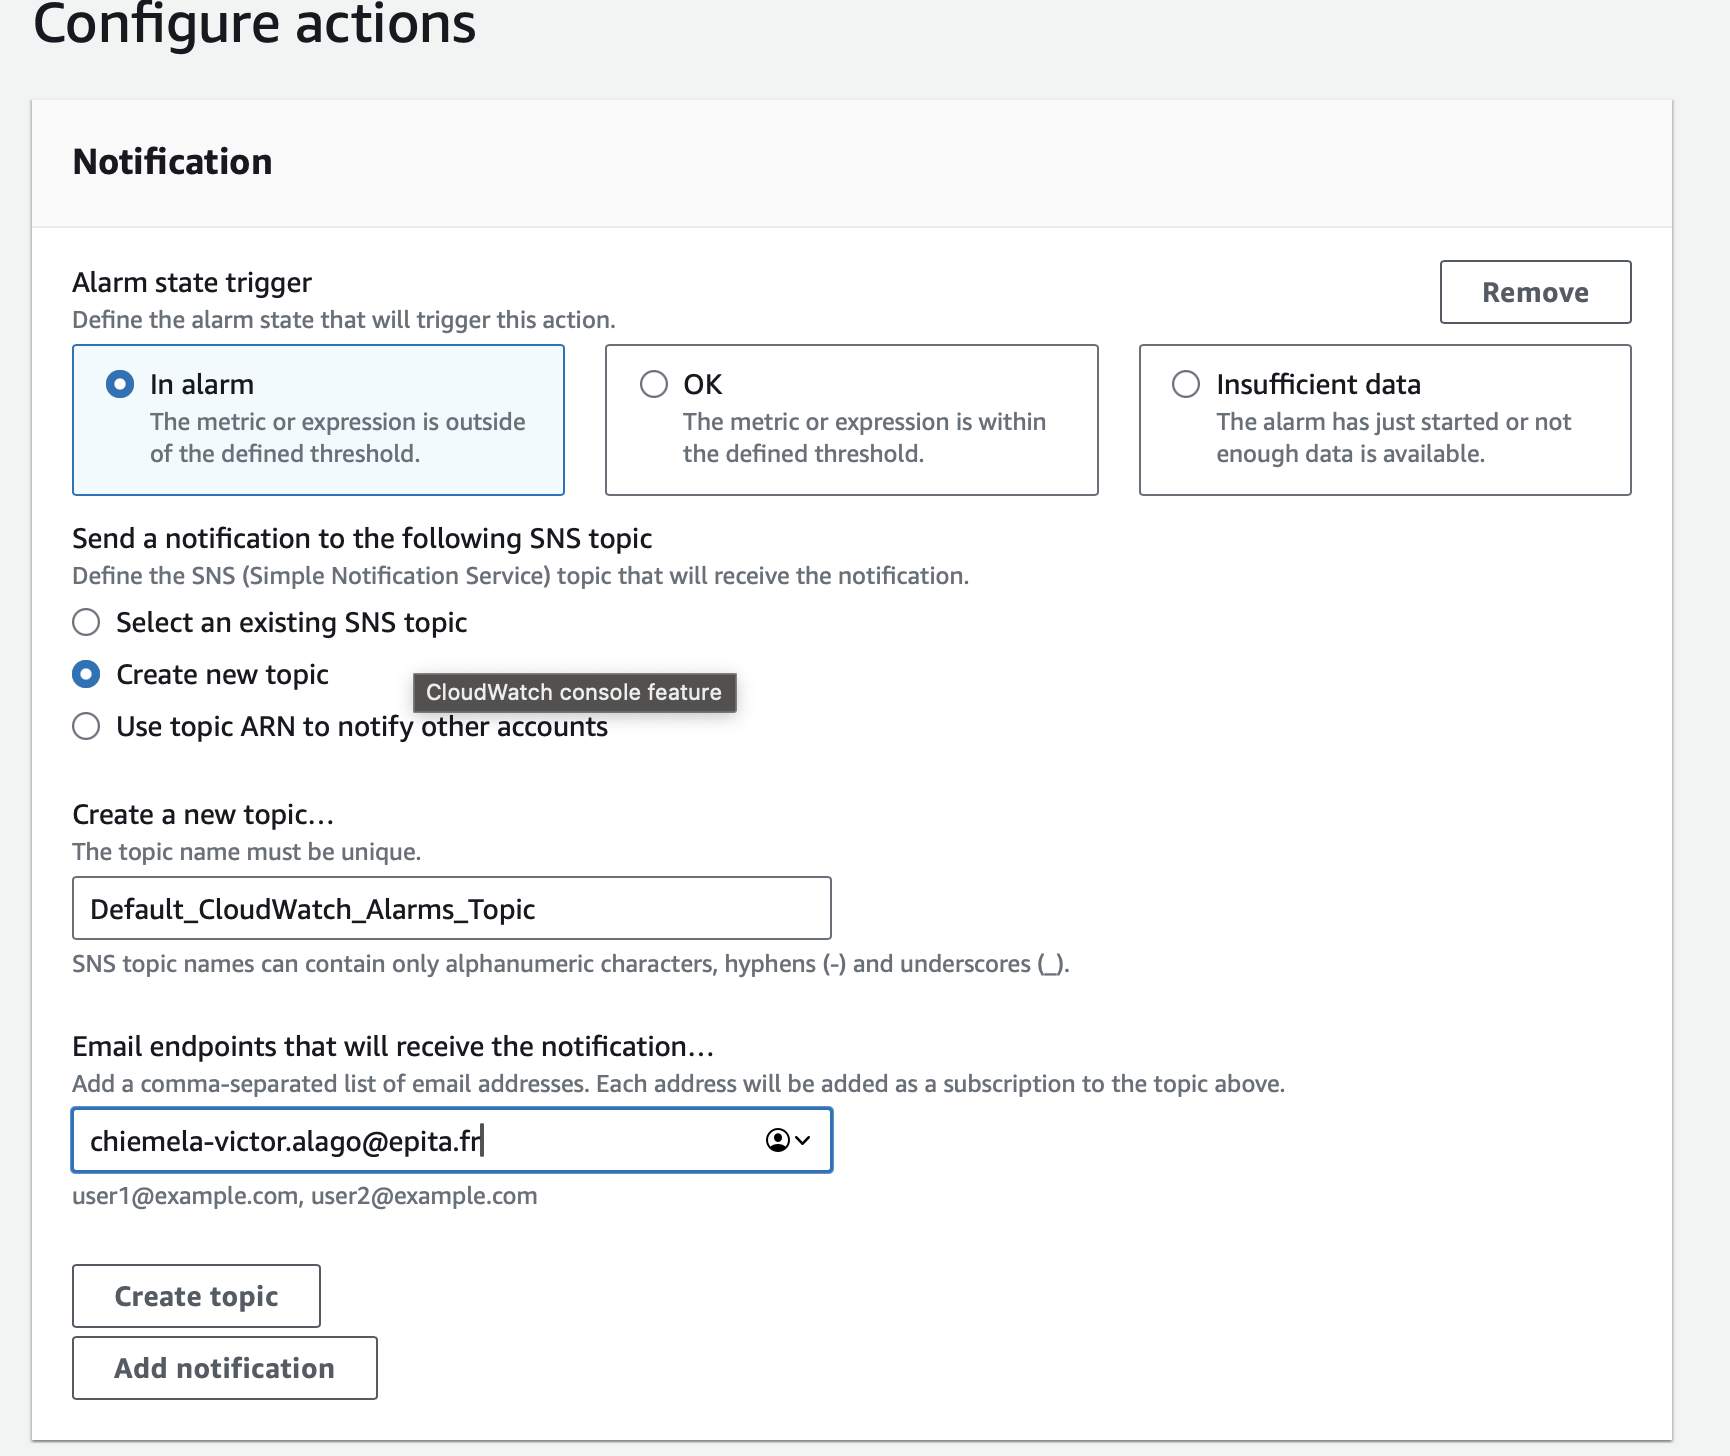 Configure actions
Notification
Alarm state trigger
Define the alarm state that will trigger this action.
Remove
In alarm
The metric or expression is outside
of the defined threshold.
OK
The metric or expression is within
the defined threshold.
Insufficient data
The alarm has just started or not
enough data is available.
Send a notification to the following SNS topic
Define the SNS (Simple Notification Service) topic that will receive the notification.
Select an existing SNS topic
Create new topic
CloudWatch console feature
Use topic ARN to notify other accounts
Create a new topic…
The topic name must be unique.
Default_CloudWatch_Alarms_Topic
SNS topic names can contain only alphanumeric characters, hyphens (-) and underscores (_).
Email endpoints that will receive the notification…
Add a comma-separated list of email addresses. Each address will be added as a subscription to the topic above.
chiemela-victor.alago@epita.fr
user1@example.com, user2@example.com
Create topic
Add notification